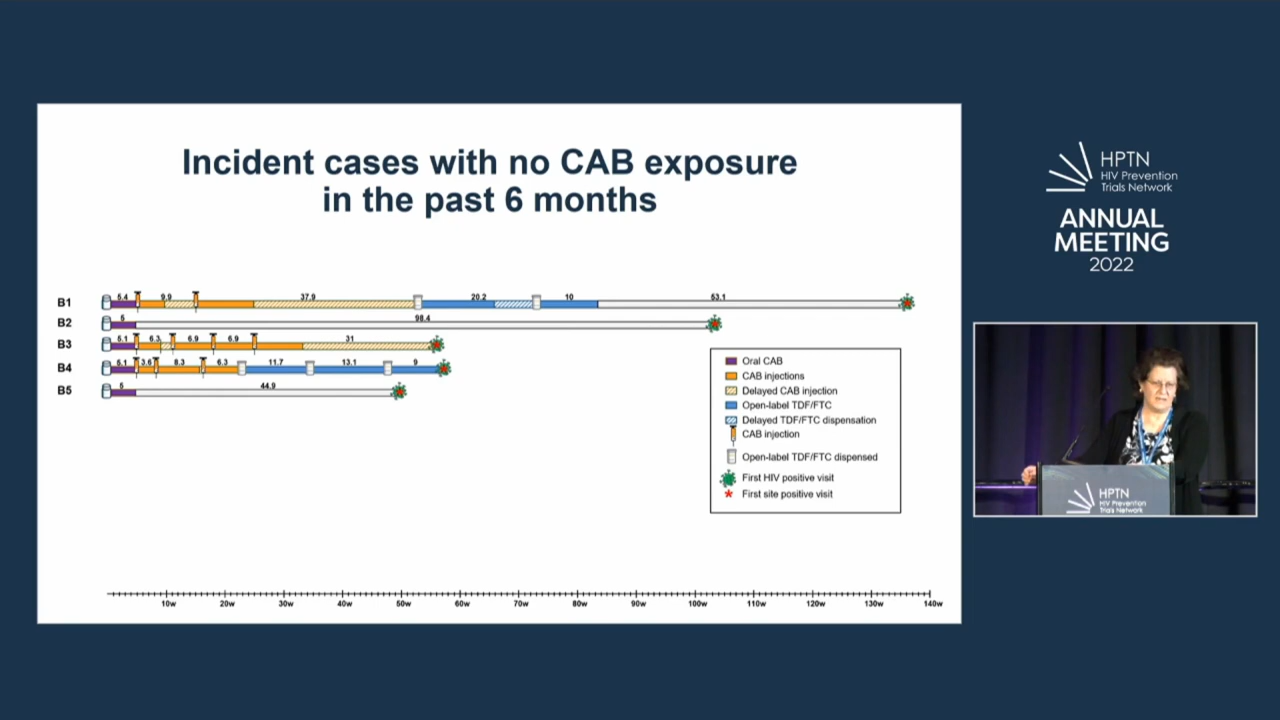 Incident cases with no CAB exposure
in the past 6 months
B1
5.4 9.9 37.9 20.2 10 53.1
B2
5 98.4
B3
5.1 6.3 6.9 6.9 31
B4
5.1 3.6 8.3 6.3 11.7 13.1 9
B5
5 44.9
Oral CAB
CAB injections
Delayed CAB injection
Open-label TDF/FTC
Delayed TDF/FTC dispensation
CAB injection
Open-label TDF/FTC dispensed
First HIV positive visit
First site positive visit
10w 20w 30w 40w 50w 60w 70w 80w 90w 100w 110w 120w 130w 140w
HPTN
HIV Prevention
Trials Network
ANNUAL
MEETING
2022
HPTN
HIV Prevention
Trials Network